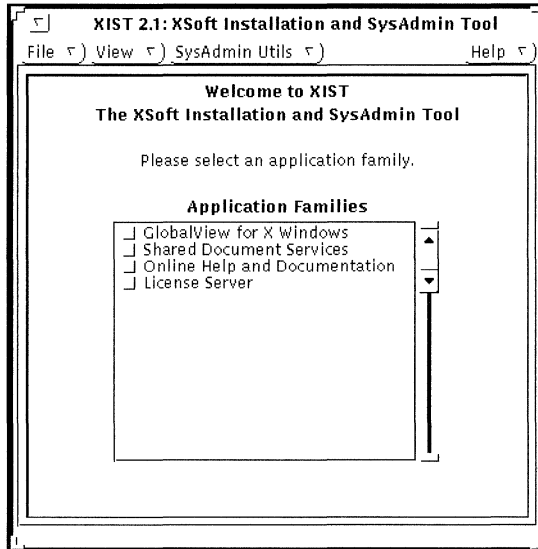 XIST 2.1: XSoft Installation and SysAdmin Tool
File View SysAdmin Utils Help
Welcome to XIST
The XSoft Installation and SysAdmin Tool
Please select an application family.
Application Families
GlobalView for X Windows
Shared Document Services
Online Help and Documentation
License Server